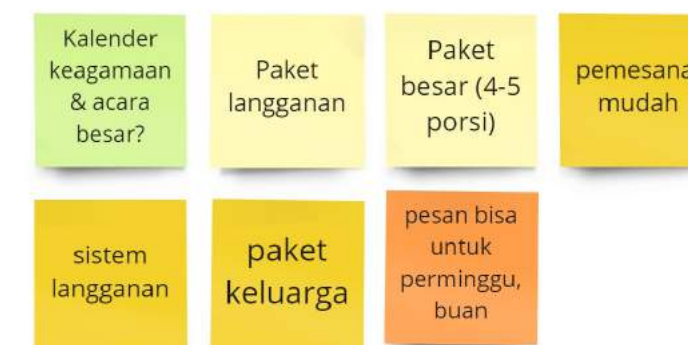 Kalender
keagamaan
& acara
besar?
Paket
langganan
Paket
besar (4-5
porsi)
pemesana
mudah
sistem
langganan
paket
keluarga
pesan bisa
untuk
perminggu,
buan